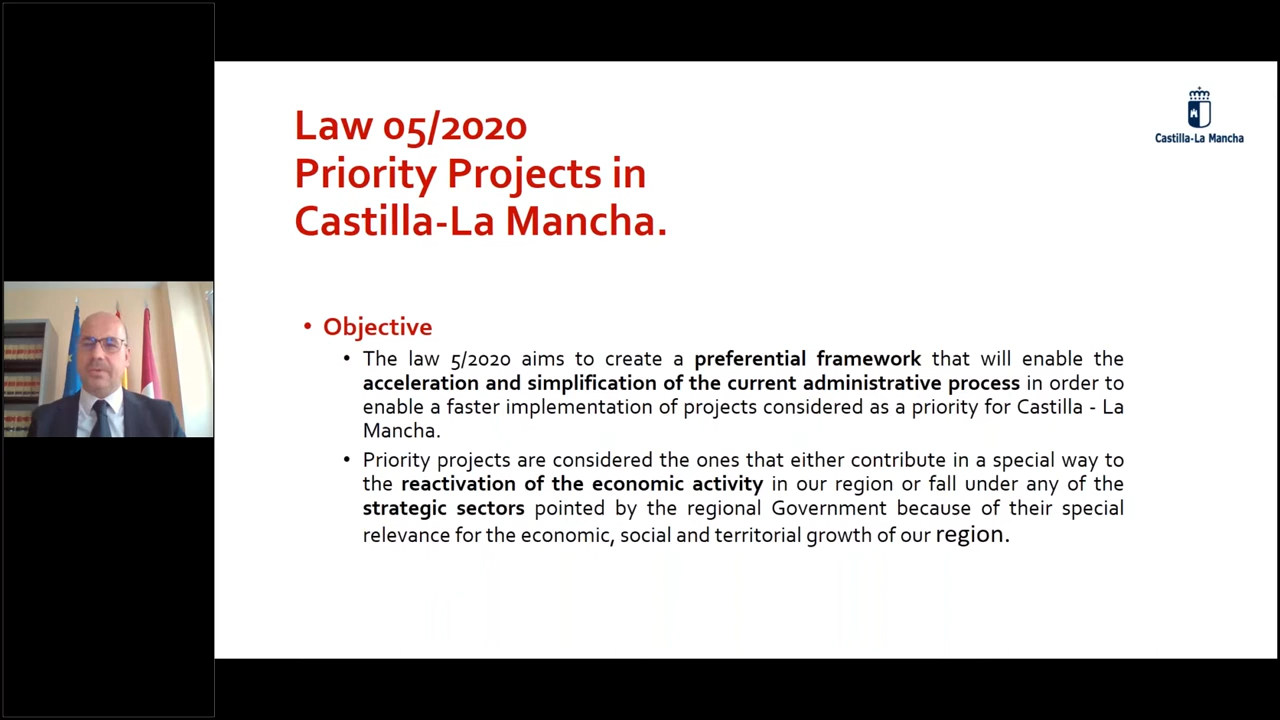 Law 05/2020
Priority Projects in
Castilla-La Mancha.
Castilla-La Mancha
• Objective
• The law 5/2020 aims to create a preferential framework that will enable the
acceleration and simplification of the current administrative process in order to
enable a faster implementation of projects considered as a priority for Castilla - La
Mancha.
• Priority projects are considered the ones that either contribute in a special way to
the reactivation of the economic activity in our region or fall under any of the
strategic sectors pointed by the regional Government because of their special
relevance for the economic, social and territorial growth of our region.